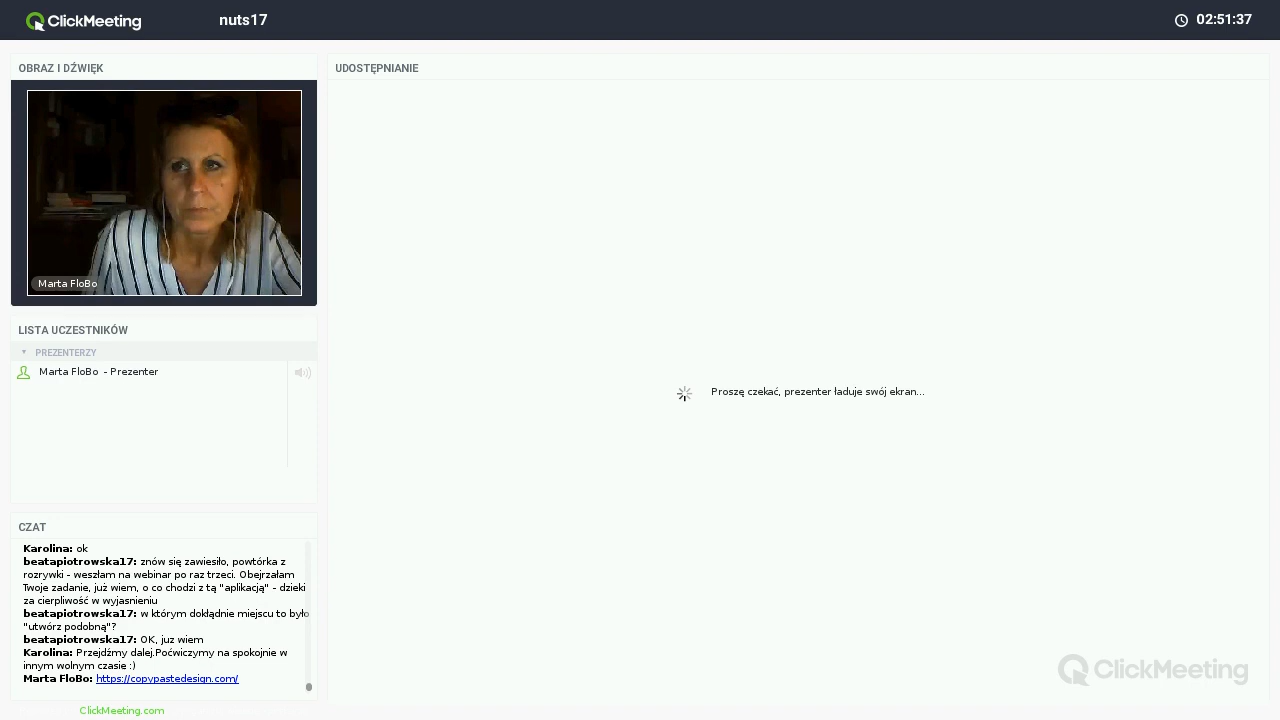 ClickMeeting
nuts17
02:51:37
OBRAZ I DŹWIĘK
Marta FloBo
LISTA UCZESTNIKÓW
PREZENTERZY
Marta FloBo - Prezenter
CZAT
Karolina: ok
beatapiotrowska17: znów się zawiesiło, powtórka z
rozrywki - weszłam na webinar po raz trzeci. Obejrzałam
Twoje zadanie, już wiem, o co chodzi z tą "aplikacją" - dzieki
za cierpliwość w wyjasnieniu
beatapiotrowska17: w którym dokłądnie miejscu to było
"utwórz podobną"?
beatapiotrowska17: OK, juz wiem
Karolina: Przejdźmy dalej.Poćwiczymy na spokojnie w
innym wolnym czasie :)
Marta FloBo: https://copypastedesign.com/
ClickMeeting.com
UDOSTĘPNIANIE
Proszę czekać, prezenter ładuje swój ekran...
ClickMeeting